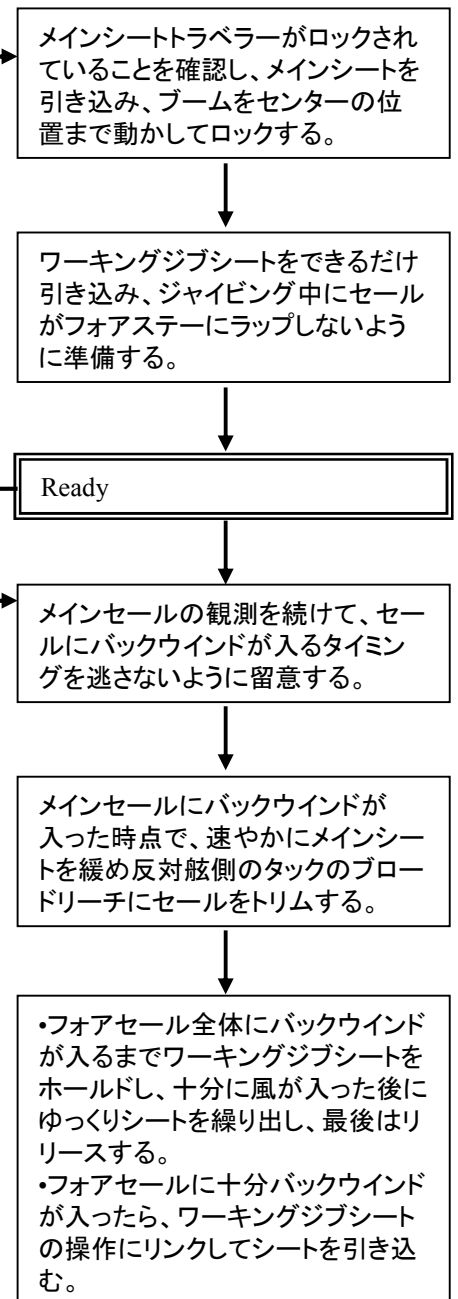 メインシートトラベラーがロックされ
ていることを確認し、メインシートを
引き込み、ブームをセンターの位
置まで動かしてロックする。
ワーキングジブシートをできるだけ
引き込み、ジャイビング中にセール
がフォアステーにラップしないよう
に準備する。
Ready
メインセールの観測を続けて、セー
ルにバックウインドが入るタイミン
グを逃さないように留意する。
メインセールにバックウインドが
入った時点で、速やかにメインシー
トを緩め反対舷側のタックのブロー
ドリーチにセールをトリムする。
•フォアセール全体にバックウインド
が入るまでワーキングジブシートを
ホールドし、十分に風が入った後に
ゆっくりシートを繰り出し、最後はリ
リースする。
•フォアセールに十分バックウインド
が入ったら、ワーキングジブシート
の操作にリンクしてシートを引き込
む。